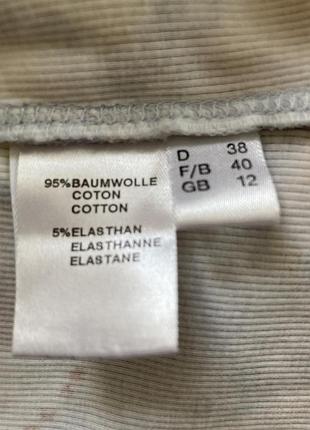 95%BAUMWOLLE
COTON
COTTON
5%ELASTHAN
ELASTHANNE
ELASTANE
D 38
F/B 40
GB 12